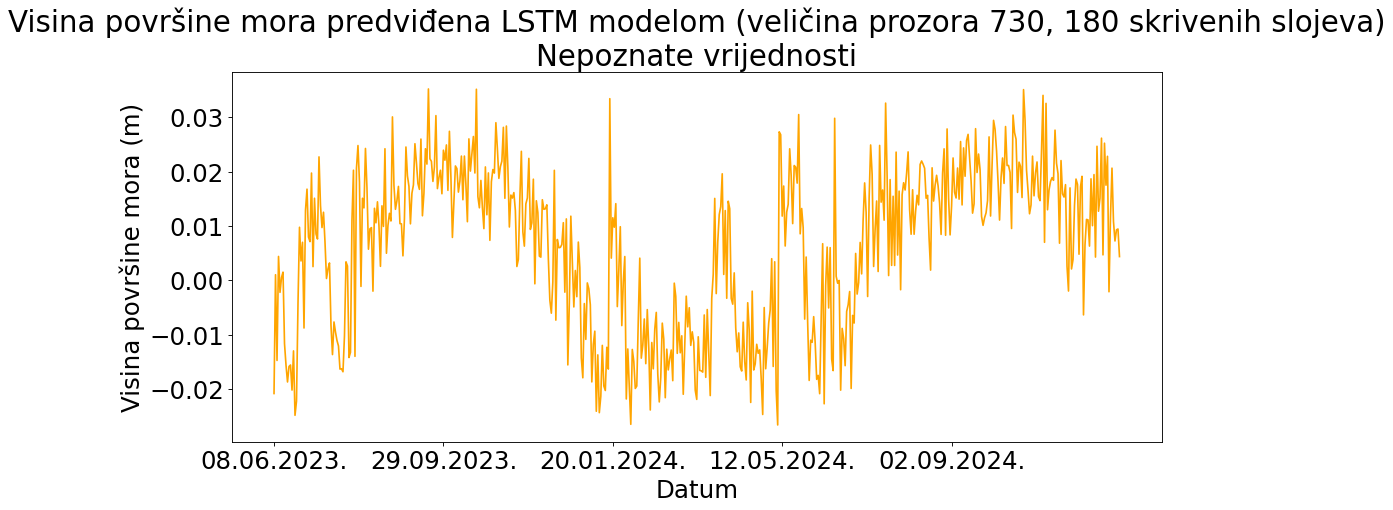 Visina površine mora predviđena LSTM modelom (veličina prozora 730, 180 skrivenih slojeva)
Nepoznate vrijednosti
Visina površine mora (m)
0.03
0.02
0.01
0.00
−0.01
−0.02
08.06.2023. 29.09.2023. 20.01.2024. 12.05.2024. 02.09.2024.
Datum